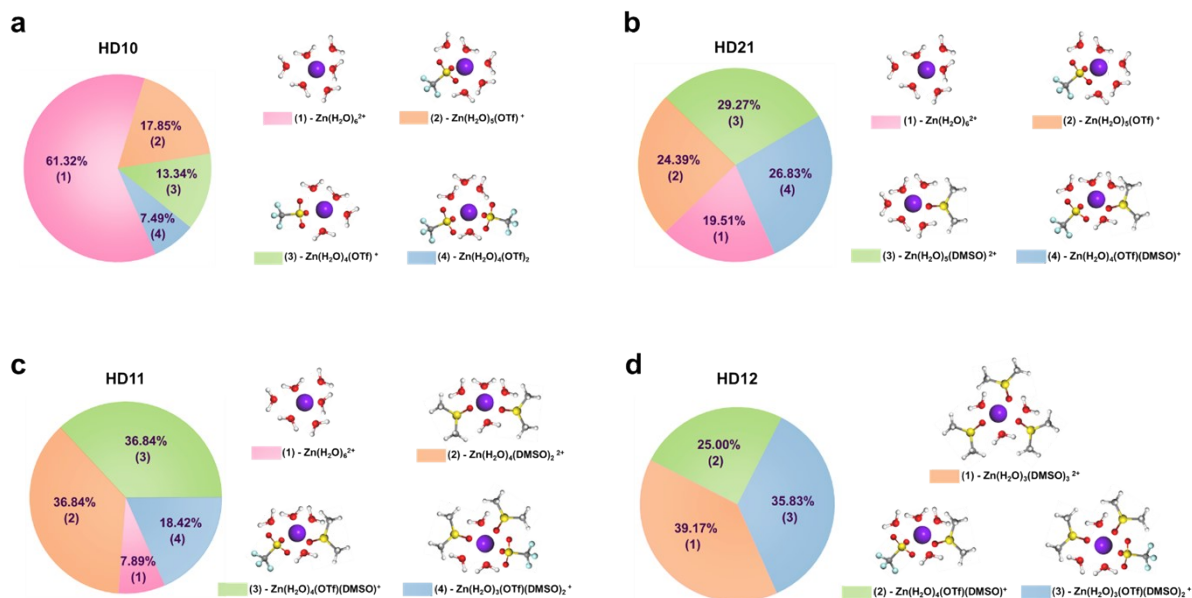 a
HD10
61.32%
(1)
17.85%
(2)
13.34%
(3)
7.49%
(4)
(1) - Zn(H₂O)₆²⁺
(2) - Zn(H₂O)₅(OTf) ⁺
(3) - Zn(H₂O)₄(OTf) ⁺
(4) - Zn(H₂O)₄(OTf)₂
b
HD21
29.27%
(3)
24.39%
(2)
26.83%
(4)
19.51%
(1)
(1) - Zn(H₂O)₆²⁺
(2) - Zn(H₂O)₅(OTf) ⁺
(3) - Zn(H₂O)₅(DMSO) ²⁺
(4) - Zn(H₂O)₄(OTf)(DMSO)⁺
c
HD11
36.84%
(3)
36.84%
(2)
18.42%
(4)
7.89%
(1)
(1) - Zn(H₂O)₆²⁺
(2) - Zn(H₂O)₄(DMSO)₂ ²⁺
(3) - Zn(H₂O)₄(OTf)(DMSO)⁺
(4) - Zn(H₂O)₃(OTf)(DMSO)₂ ⁺
d
HD12
25.00%
(2)
35.83%
(3)
39.17%
(1)
(1) - Zn(H₂O)₃(DMSO)₃ ²⁺
(2) - Zn(H₂O)₄(OTf)(DMSO)⁺
(3) - Zn(H₂O)₃(OTf)(DMSO)₂ ⁺